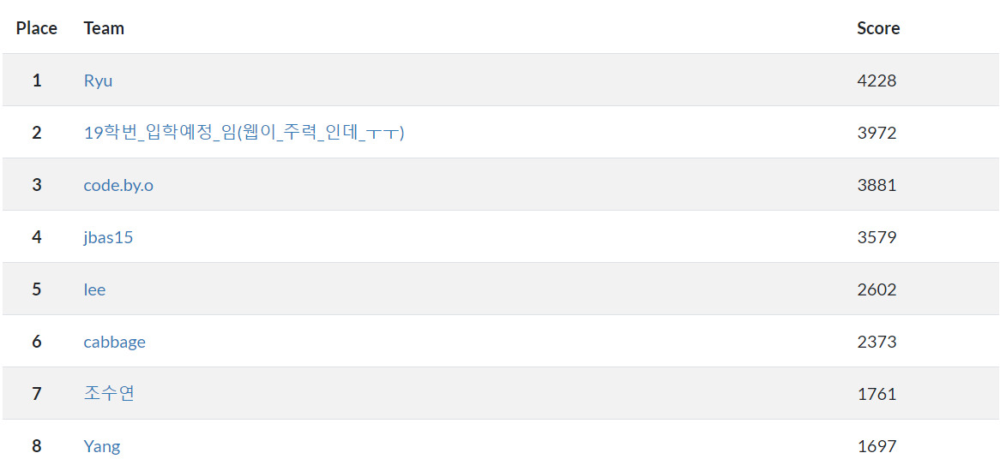 Place Team Score
1 Ryu 4228
2 19학번_입학예정_임(웹이_주력_인데_ㅜㅜ) 3972
3 code.by.o 3881
4 jbas15 3579
5 lee 2602
6 cabbage 2373
7 조수연 1761
8 Yang 1697